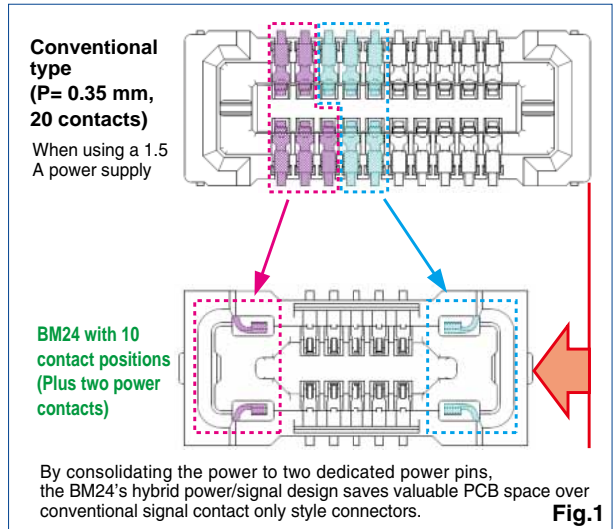 Conventional
type
(P= 0.35 mm,
20 contacts)
When using a 1.5
A power supply
BM24 with 10
contact positions
(Plus two power
contacts)
By consolidating the power to two dedicated power pins,
the BM24's hybrid power/signal design saves valuable PCB space over
conventional signal contact only style connectors.
Fig.1